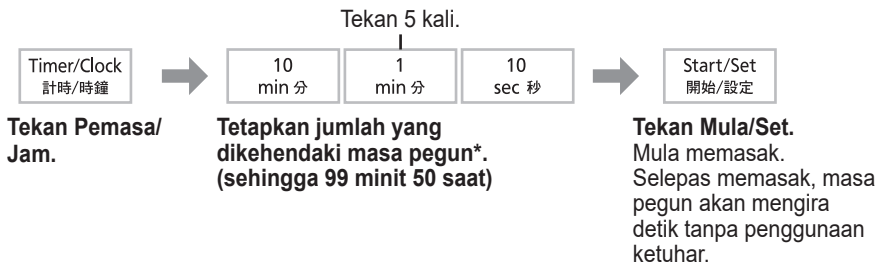 Tekan 5 kali.
Timer/Clock
計時/時鐘
10
min 分
1
min 分
10
sec 秒
Start/Set
開始/設定
Tekan Pemasa/
Jam.
Tetapkan jumlah yang
dikehendaki masa pegun*.
(sehingga 99 minit 50 saat)
Tekan Mula/Set.
Mula memasak.
Selepas memasak, masa
pegun akan mengira
detik tanpa penggunaan
ketuhar.